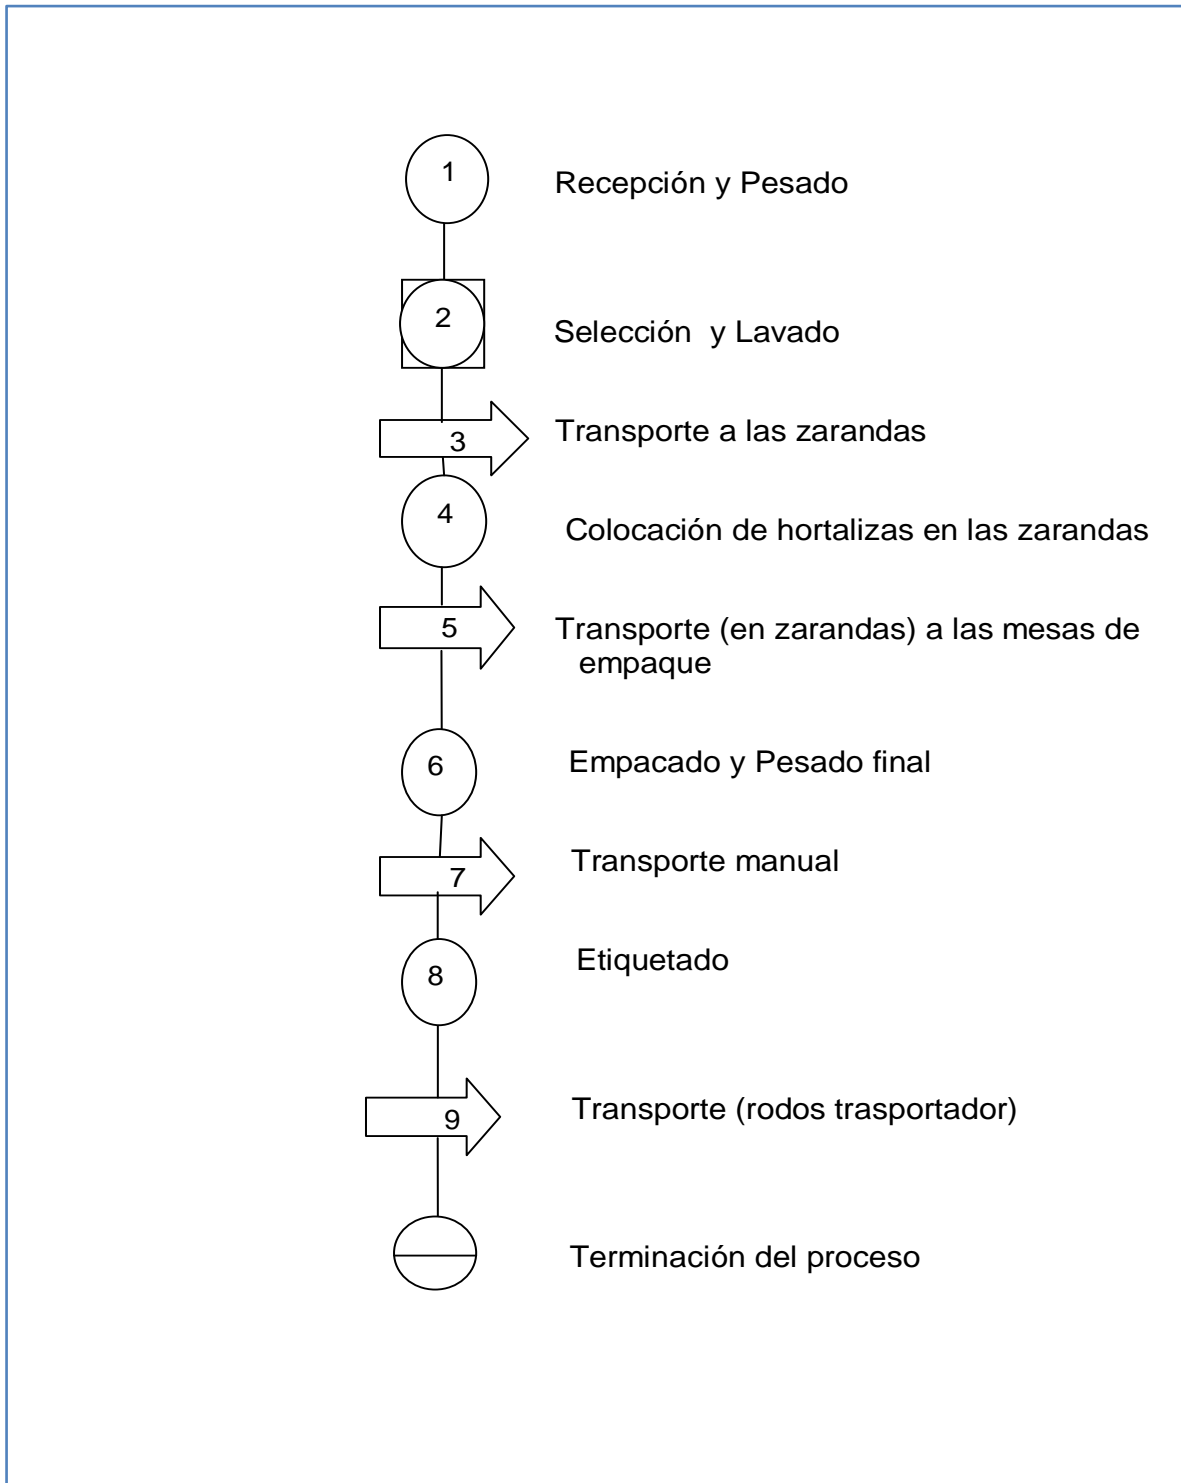 1
Recepción y Pesado
2
Selección y Lavado
Transporte a las zarandas
3
4
Colocación de hortalizas en las zarandas
5
Transporte (en zarandas) a las mesas de
empaque
6
Empacado y Pesado final
Transporte manual
7
Etiquetado
8
Transporte (rodos trasportador)
9
Terminación del proceso